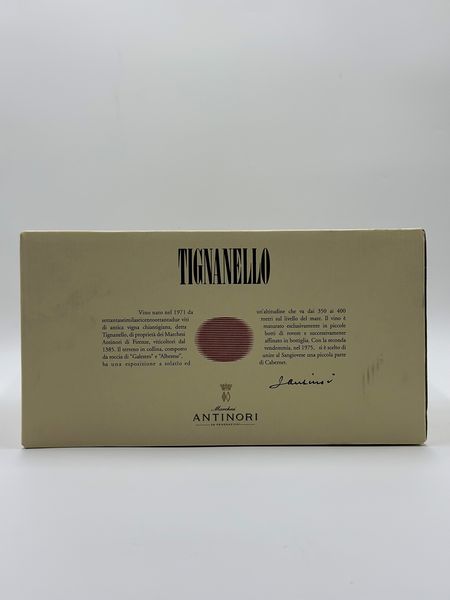 TIGNANELLO
Vino nato nel 1971 da
settantaseimilaseicentoottantadue viti
di antica vigna chiantigiana, detta
Tignanello, di proprietà dei Marchesi
Antinori di Firenze, viticoltori dal
1385. Il terreno in collina, composto
da roccia di "Galestro" e "Alberese",
ha una esposizione a solatio ed
un'altitudine che va dai 350 ai 400
metri sul livello del mare. Il vino è
maturato esclusivamente in piccole
botti di rovere e successivamente
affinato in bottiglia. Con la seconda
vendemmia, nel 1975, si è scelto di
unire al Sangiovese una piccola parte
di Cabernet.
Marchesi
ANTINORI